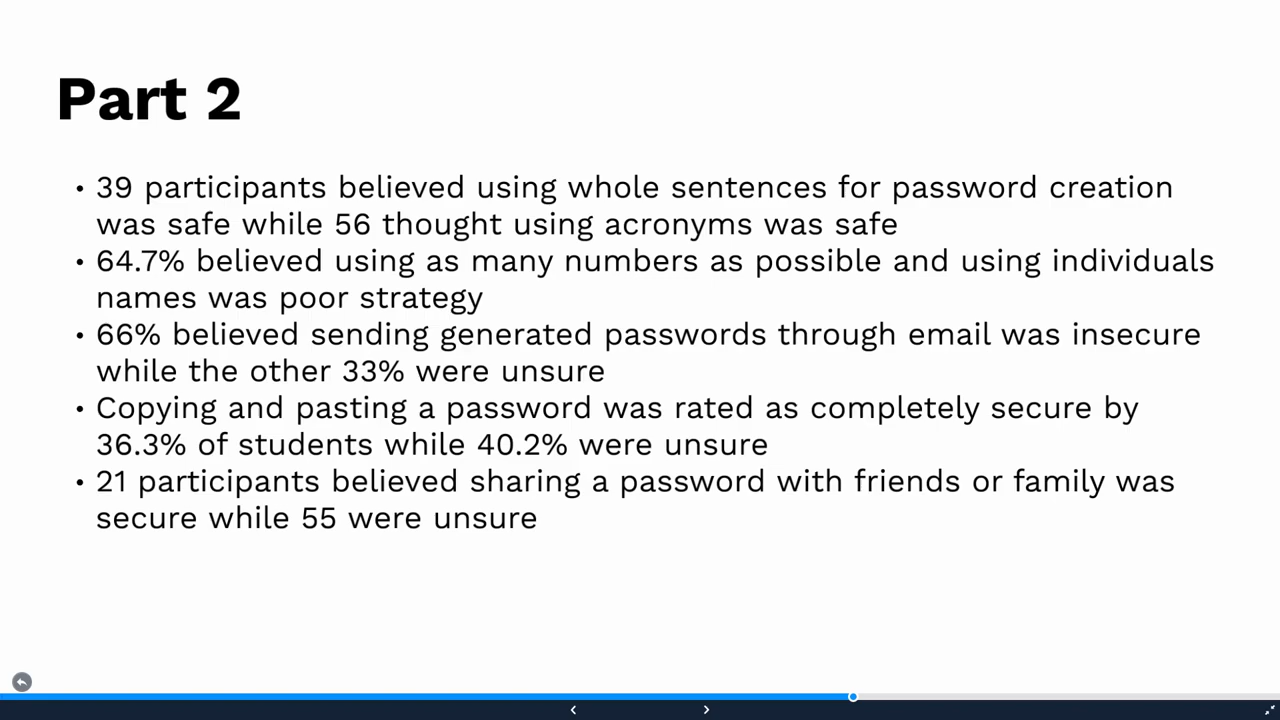 Part 2
• 39 participants believed using whole sentences for password creation
was safe while 56 thought using acronyms was safe
• 64.7% believed using as many numbers as possible and using individuals
names was poor strategy
• 66% believed sending generated passwords through email was insecure
while the other 33% were unsure
• Copying and pasting a password was rated as completely secure by
36.3% of students while 40.2% were unsure
• 21 participants believed sharing a password with friends or family was
secure while 55 were unsure